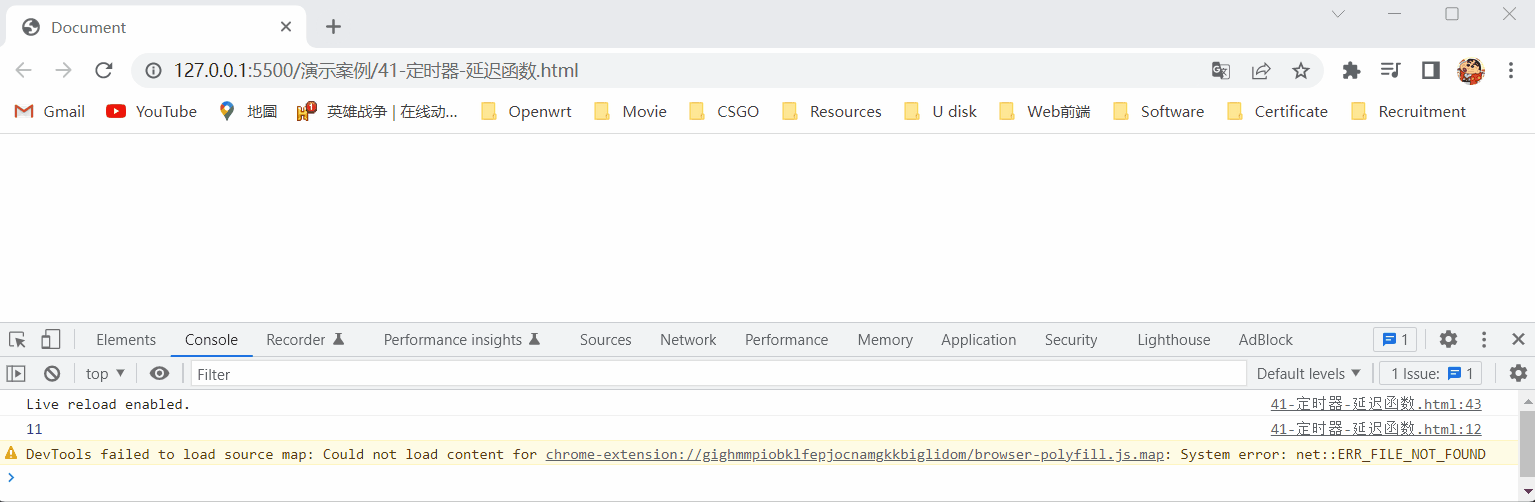 Document
127.0.0.1:5500/演示案例/41-定时器-延迟函数.html
Gmail YouTube 地圖 英雄战争 | 在线动... Openwrt Movie CSGO Resources U disk Web前端 Software Certificate Recruitment
Elements Console Recorder Performance insights Sources Network Performance Memory Application Security Lighthouse AdBlock 1
top Filter Default levels 1 Issue: 1
Live reload enabled. 41-定时器-延迟函数.html:43
11 41-定时器-延迟函数.html:12
DevTools failed to load source map: Could not load content for chrome-extension://gighmmpiobklfepjocnamgkkbiglidom/browser-polyfill.js.map: System error: net::ERR_FILE_NOT_FOUND